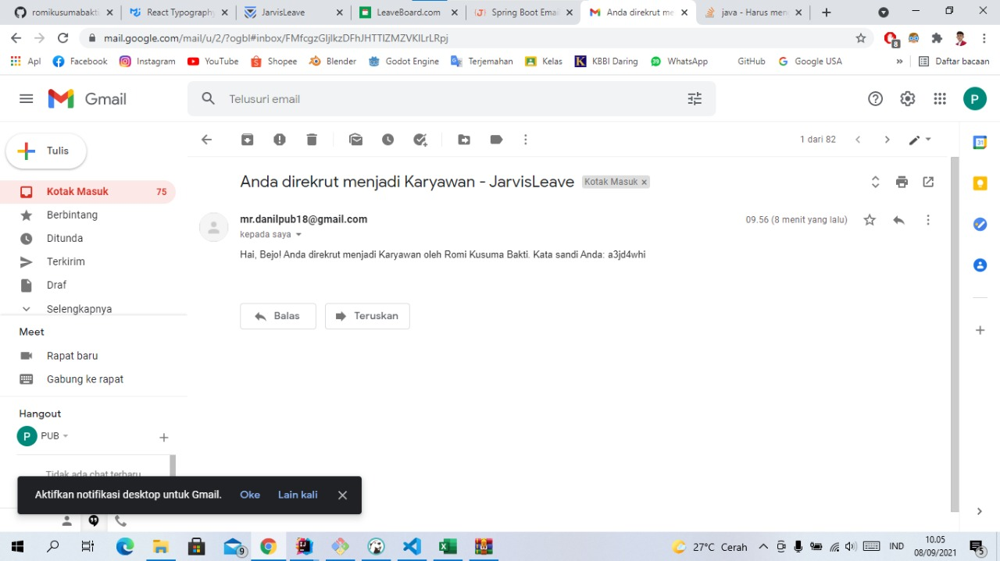 romikusumabakti
React Typography
JarvisLeave
LeaveBoard.com
Spring Boot Emai
Anda direkrut me
java - Harus men
mail.google.com/mail/u/2/?ogbl#inbox/FMfcgzGljlkzDFhJHTTlZMZVKlLrLRpj
8
Apl
Facebook
Instagram
YouTube
Shopee
Blender
Godot Engine
Terjemahan
Kelas
KBBI Daring
39
WhatsApp
GitHub
Google USA
»
Daftar bacaan
Gmail
Telusuri email
P
Tulis
1 dari 82
Kotak Masuk 75
Berbintang
Ditunda
Terkirim
Draf
Selengkapnya
Anda direkrut menjadi Karyawan - JarvisLeave Kotak Masuk ×
mr.danilpub18@gmail.com
09.56 (8 menit yang lalu)
kepada saya
Hai, Bejo! Anda direkrut menjadi Karyawan oleh Romi Kusuma Bakti. Kata sandi Anda: a3jd4whi
Balas
Teruskan
31
Meet
Rapat baru
Gabung ke rapat
Hangout
P PUB
Tidak ada chat terbaru
Aktifkan notifikasi desktop untuk Gmail. Oke Lain kali
9
27°C Cerah
IND
10.05
08/09/2021
5